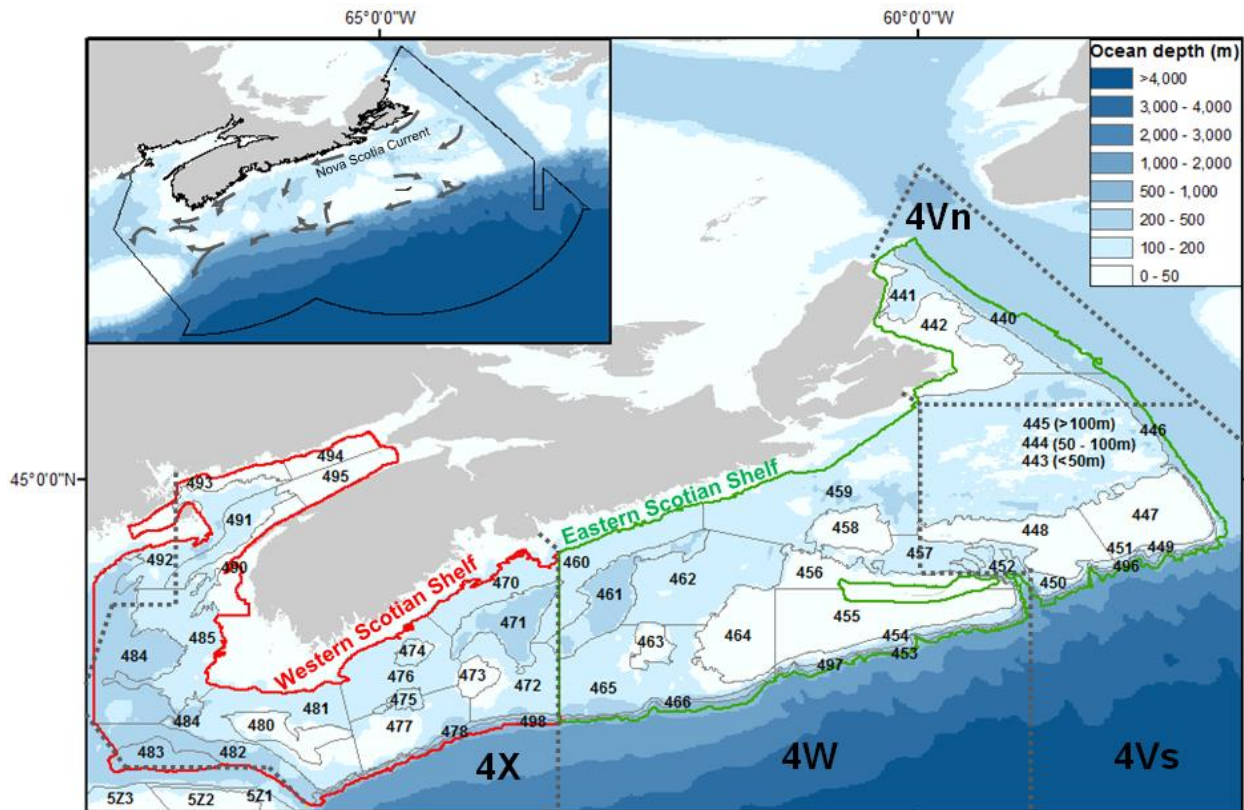 65°0'0"W
60°0'0"W
Ocean depth (m)
>4,000
3,000 - 4,000
2,000 - 3,000
1,000 - 2,000
500 - 1,000
200 - 500
100 - 200
0 - 50
Nova Scotia Current
4Vn
441
442
440
445 (>100m)
444 (50 - 100m)
443 (<50m)
446
45°0'0"N
494
495
493
491
492
490
Eastern Scotian Shelf
459
458
457
448
447
451
449
496
452
450
460
462
461
456
455
454
453
463
464
497
465
466
Western Scotian Shelf
470
471
474
473
476
472
475
485
484
481
480
477
478
498
484
483
482
4X
4W
4Vs
5Z3
5Z2
5Z1